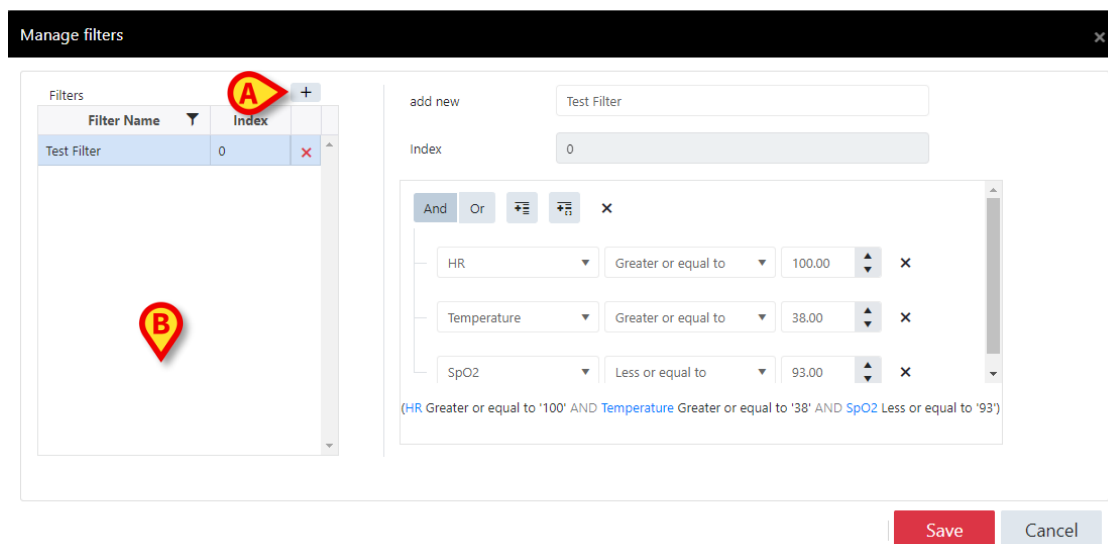 Manage filters ×
Filters A +
Filter Name Index
Test Filter 0 ×
B
add new Test Filter
Index 0
And Or ×
HR Greater or equal to 100.00 ×
Temperature Greater or equal to 38.00 ×
SpO2 Less or equal to 93.00 ×
(HR Greater or equal to '100' AND Temperature Greater or equal to '38' AND SpO2 Less or equal to '93')
Save Cancel